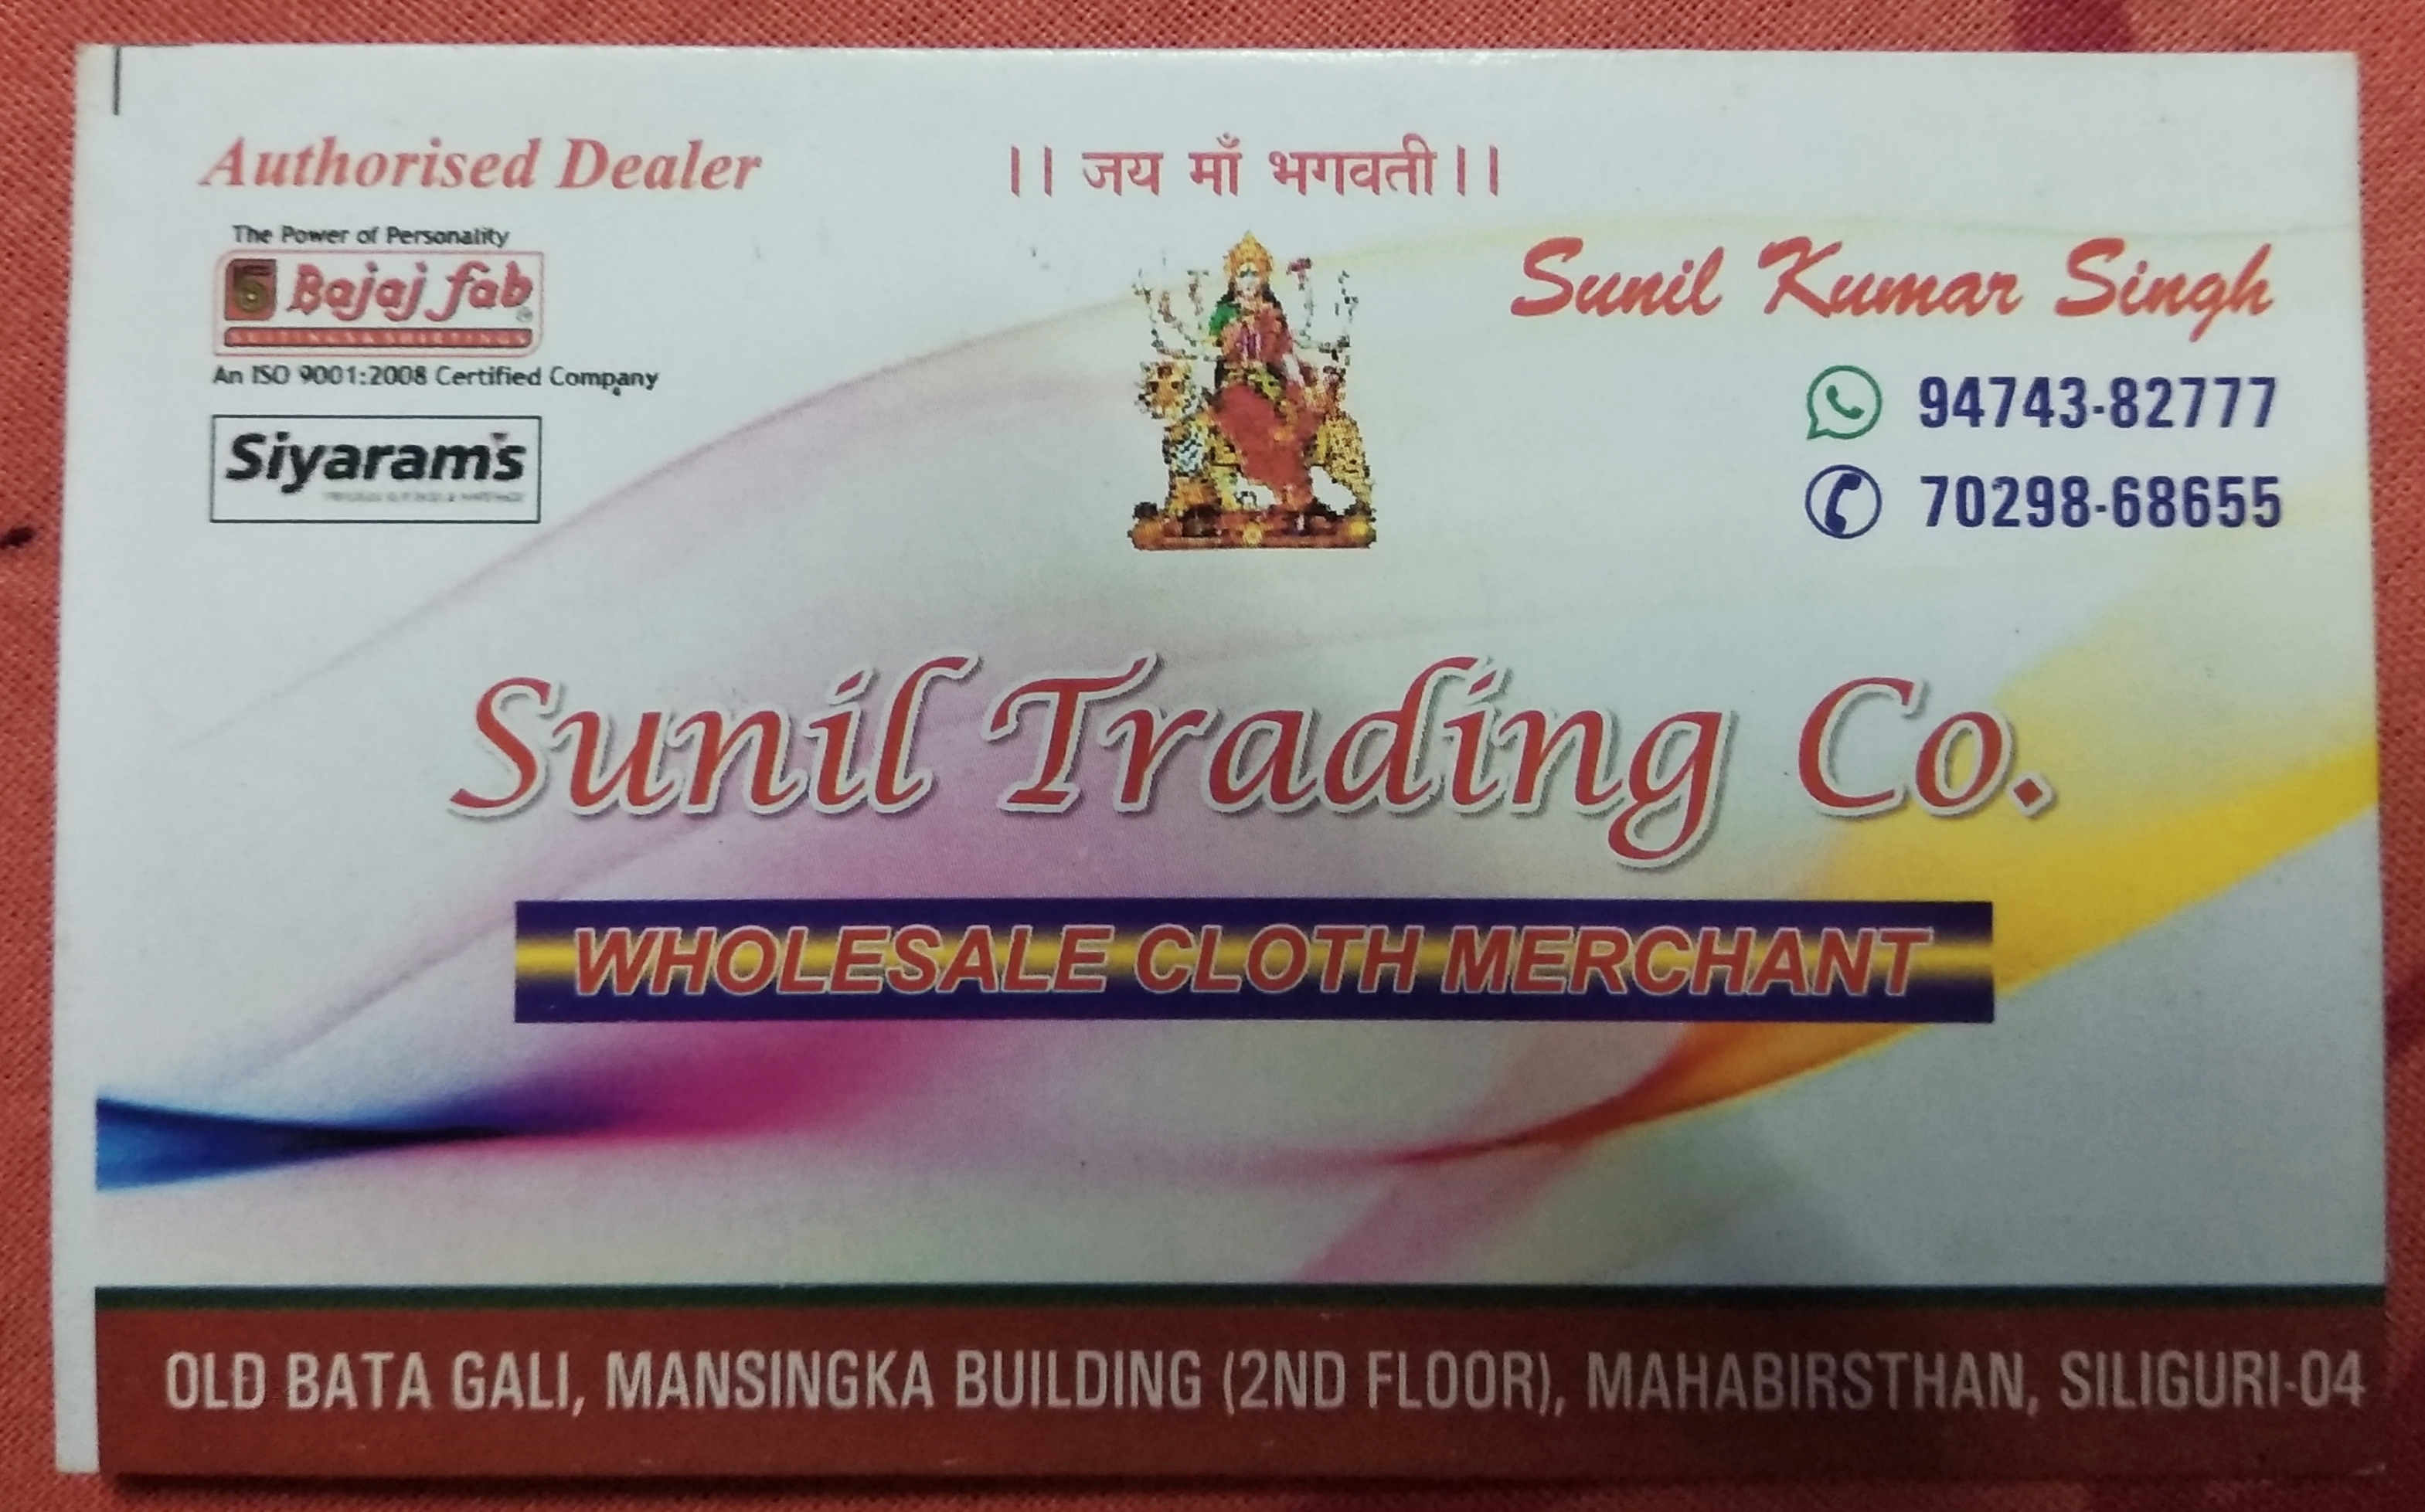 Authorised Dealer
The Power of Personality
Bajaj fab
SUITINGS & SHIRTINGS
An ISO 9001:2008 Certified Company
Siyaram's
।। जय माँ भगवती ।।
Sunil Kumar Singh
94743-82777
70298-68655
Sunil Trading Co.
WHOLESALE CLOTH MERCHANT
OLD BATA GALI, MANSINGKA BUILDING (2ND FLOOR), MAHABIRSTHAN, SILIGURI-04